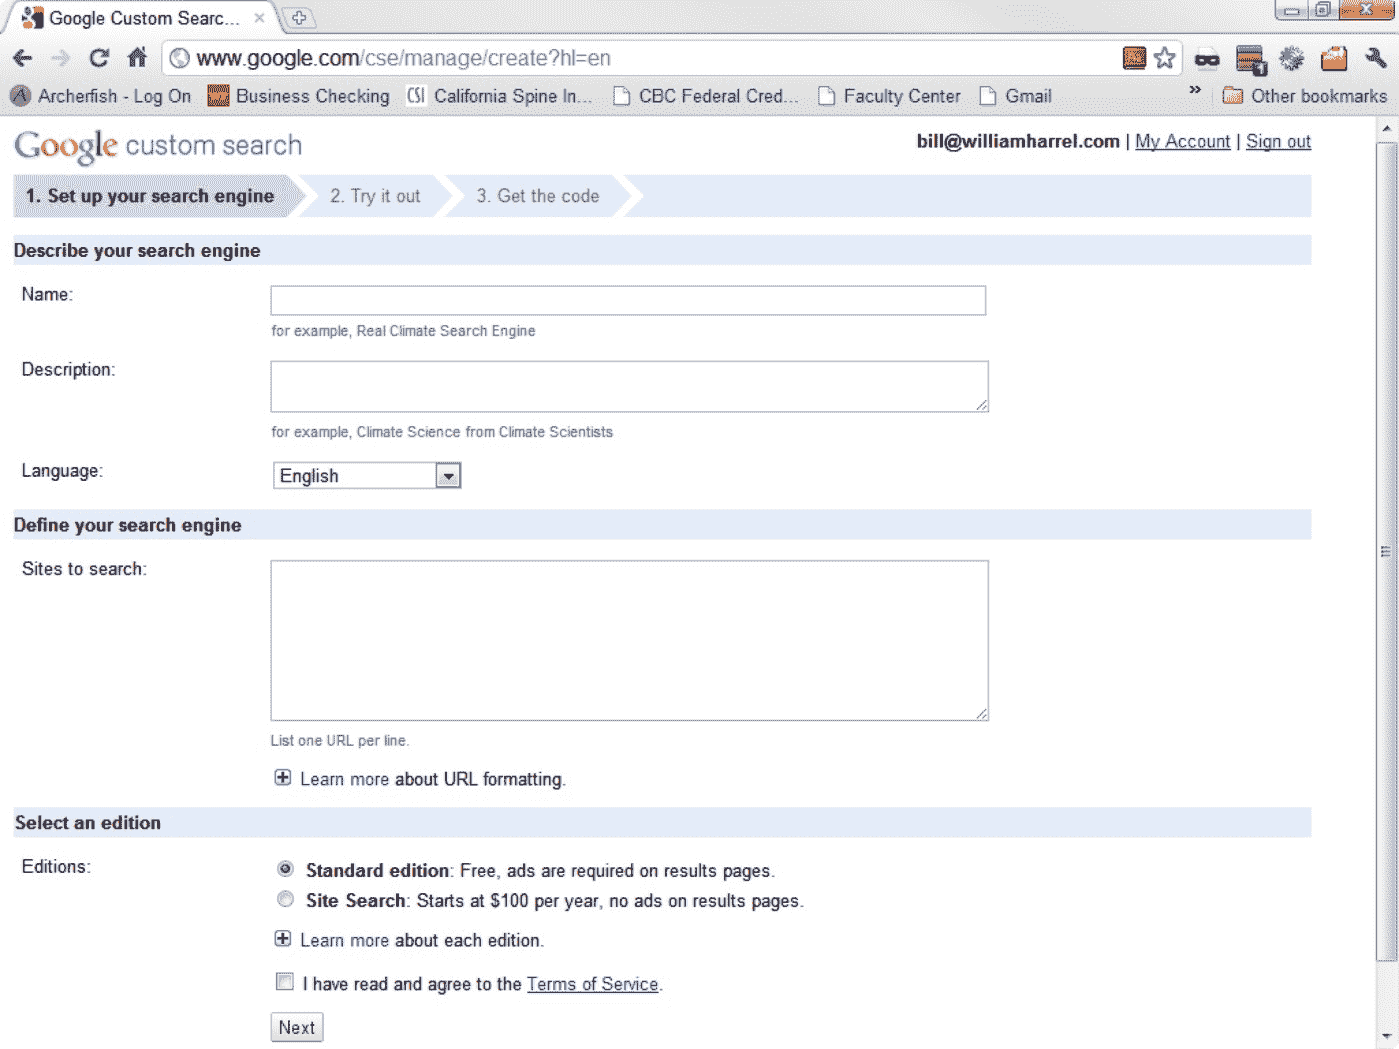 Google Custom Searc...
www.google.com/cse/manage/create?hl=en
Archerfish - Log On Business Checking CSI California Spine In... CBC Federal Cred... Faculty Center Gmail » Other bookmarks
Google custom search bill@williamharrel.com | My Account | Sign out
1. Set up your search engine 2. Try it out 3. Get the code
Describe your search engine
Name:
for example, Real Climate Search Engine
Description:
for example, Climate Science from Climate Scientists
Language: English
Define your search engine
Sites to search:
List one URL per line.
Learn more about URL formatting.
Select an edition
Editions: Standard edition: Free, ads are required on results pages.
Site Search: Starts at $100 per year, no ads on results pages.
Learn more about each edition.
I have read and agree to the Terms of Service.
Next